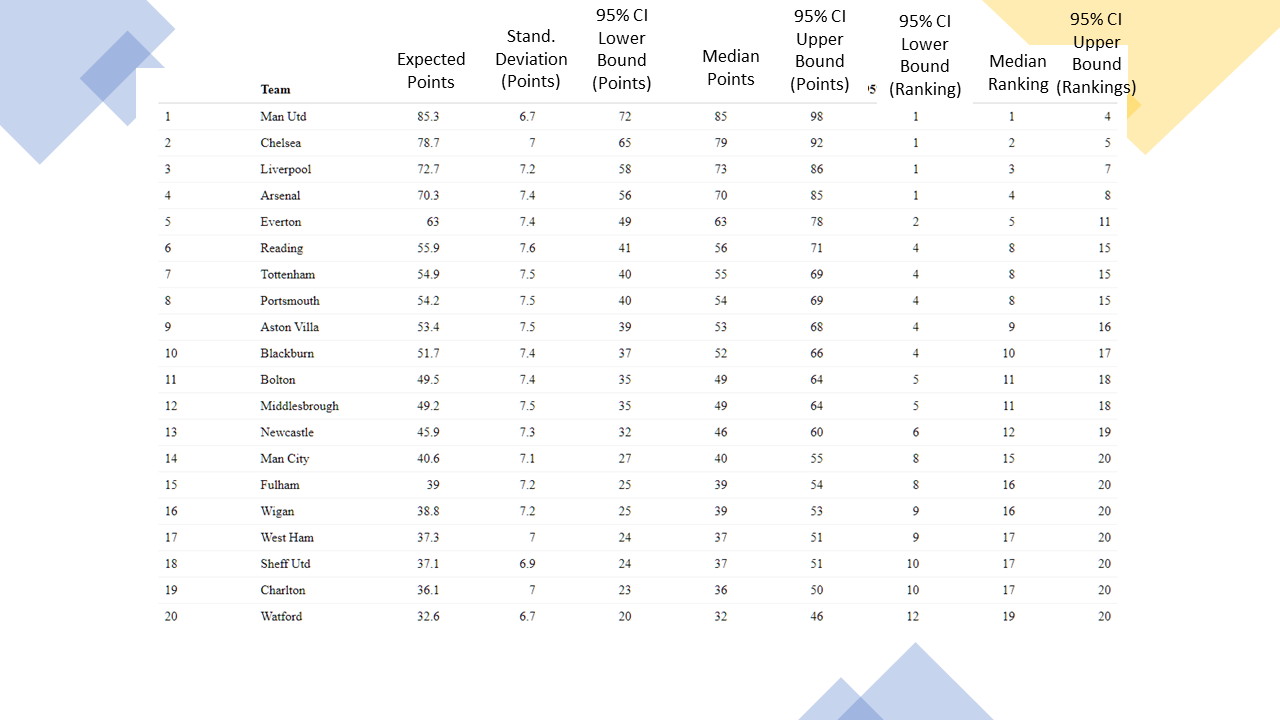 Team Expected Points Stand. Deviation (Points) 95% CI Lower Bound (Points) Median Points 95% CI Upper Bound (Points) 95% CI Lower Bound (Ranking) Median Ranking 95% CI Upper Bound (Rankings)
1 Man Utd 85.3 6.7 72 85 98 1 1 4
2 Chelsea 78.7 7 65 79 92 1 2 5
3 Liverpool 72.7 7.2 58 73 86 1 3 7
4 Arsenal 70.3 7.4 56 70 85 1 4 8
5 Everton 63 7.4 49 63 78 2 5 11
6 Reading 55.9 7.6 41 56 71 4 8 15
7 Tottenham 54.9 7.5 40 55 69 4 8 15
8 Portsmouth 54.2 7.5 40 54 69 4 8 15
9 Aston Villa 53.4 7.5 39 53 68 4 9 16
10 Blackburn 51.7 7.4 37 52 66 4 10 17
11 Bolton 49.5 7.4 35 49 64 5 11 18
12 Middlesbrough 49.2 7.5 35 49 64 5 11 18
13 Newcastle 45.9 7.3 32 46 60 6 12 19
14 Man City 40.6 7.1 27 40 55 8 15 20
15 Fulham 39 7.2 25 39 54 8 16 20
16 Wigan 38.8 7.2 25 39 53 9 16 20
17 West Ham 37.3 7 24 37 51 9 17 20
18 Sheff Utd 37.1 6.9 24 37 51 10 17 20
19 Charlton 36.1 7 23 36 50 10 17 20
20 Watford 32.6 6.7 20 32 46 12 19 20